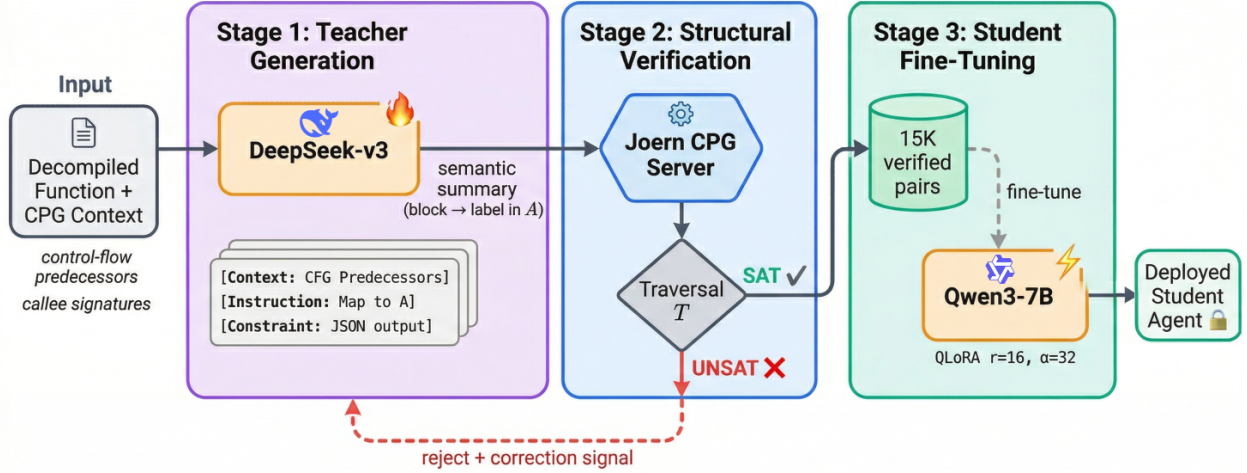 Input
Decompiled
Function +
CPG Context
control-flow
predecessors
callee signatures
Stage 1: Teacher
Generation
DeepSeek-v3
semantic
summary
(block → label in A)
[Context: CFG Predecessors]
[Instruction: Map to A]
[Constraint: JSON output]
Stage 2: Structural
Verification
Joern CPG
Server
Traversal
T
SAT ✓
UNSAT ❌
reject + correction signal
Stage 3: Student
Fine-Tuning
15K
verified
pairs
fine-tune
Qwen3-7B
QLoRA r=16, α=32
Deployed
Student
Agent